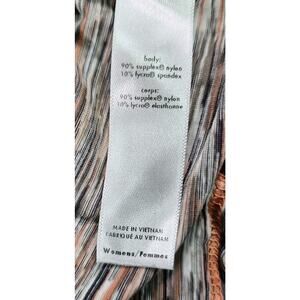 body:
90% supplex® nylon
10% lycra® spandex
corps:
90% supplex® nylon
10% lycra® elasthanne
MADE IN VIETNAM
FABRIQUÉ AU VIETNAM
Womens/Femmes